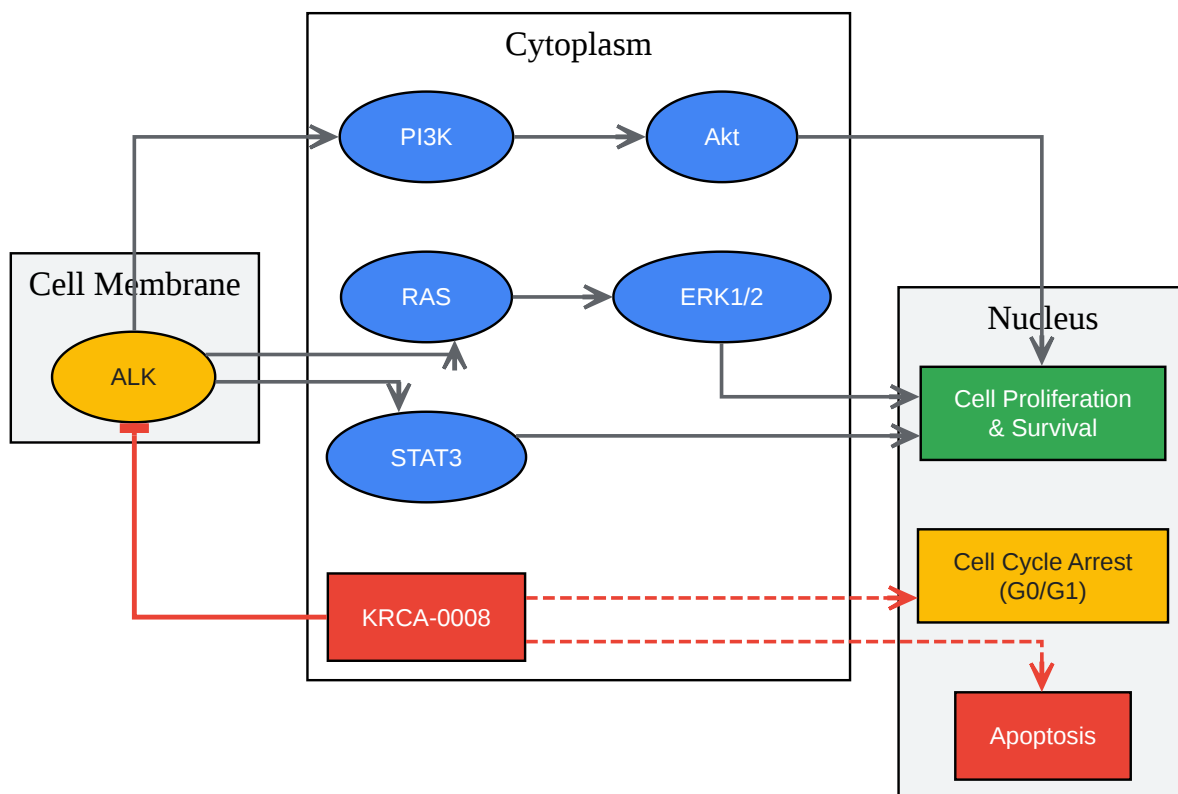 Cytoplasm
PI3K
Akt
Cell Membrane
RAS
ERK1/2
Nucleus
ALK
Cell Proliferation
& Survival
STAT3
Cell Cycle Arrest
(G0/G1)
KRCA-0008
Apoptosis